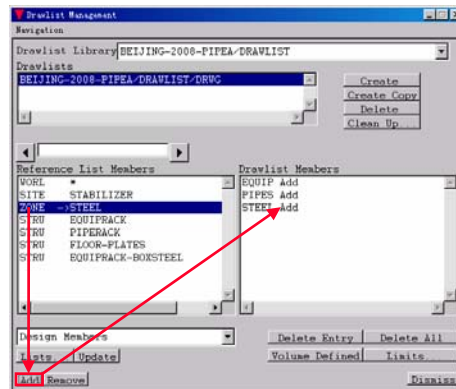 Drawlist Management
Navigation
Drawlist Library BEIJING-2008-PIPEA/DRAWLIST
Drawlists
BEIJING-2008-PIPEA/DRAWLIST/DRWG
Create
Create Copy
Delete
Clean Up...
Reference List Members
WORL *
SITE STABILIZER
ZONE ->STEEL
STRU EQUIPRACK
STRU PIPERACK
STRU FLOOR-PLATES
STRU EQUIPRACK-BOXSTEEL
Drawlist Members
EQUIP Add
PIPES Add
STEEL Add
Design Members
Lists... Update
Add Remove
Delete Entry Delete All
Volume Defined Limits...
Dismiss